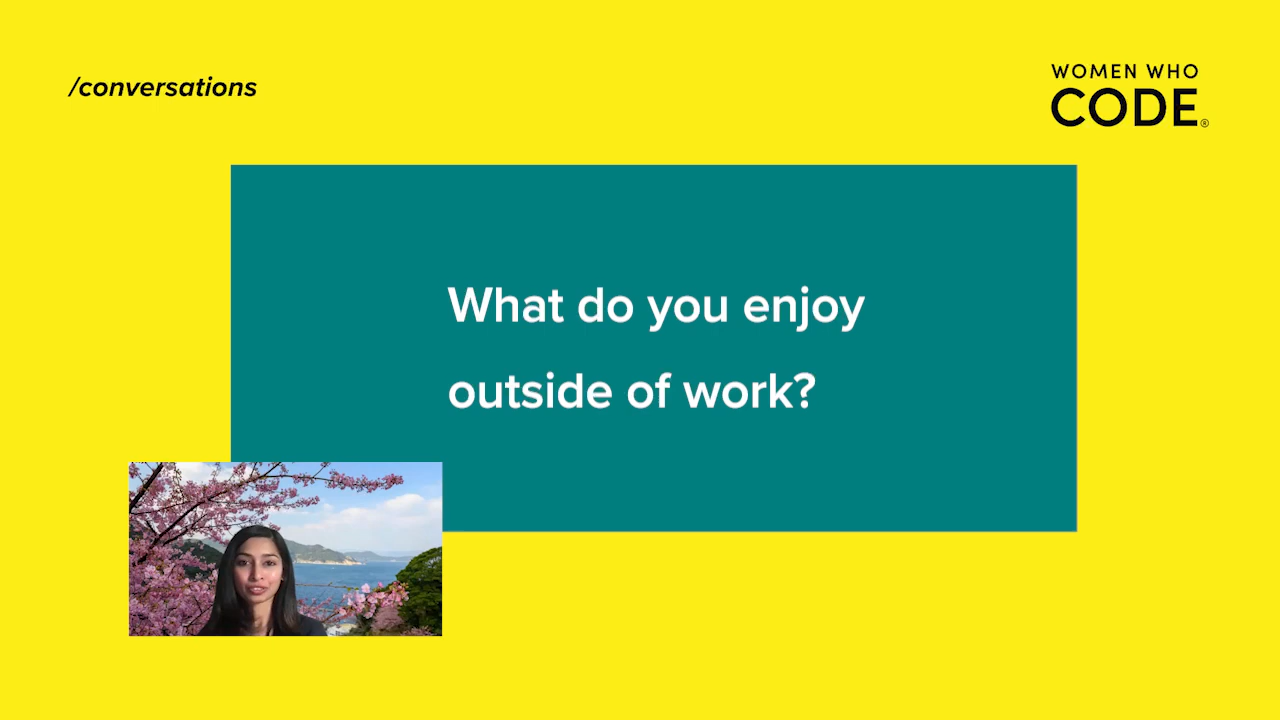 /conversations
WOMEN WHO
CODE®
What do you enjoy
outside of work?